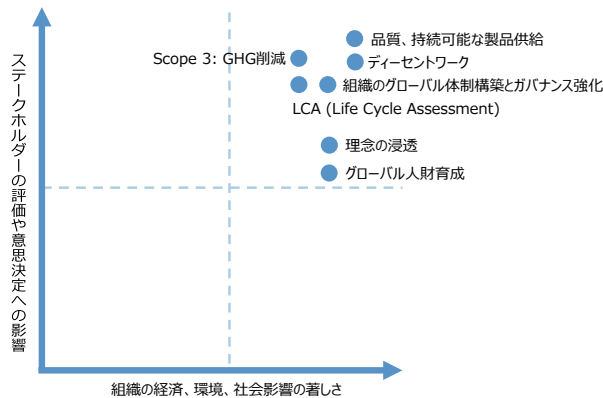 ステークホルダーの評価や意思決定への影響
品質、持続可能な製品供給
Scope 3: GHG削減
ディーセントワーク
組織のグローバル体制構築とガバナンス強化
LCA (Life Cycle Assessment)
理念の浸透
グローバル人財育成
組織の経済、環境、社会影響の著しさ